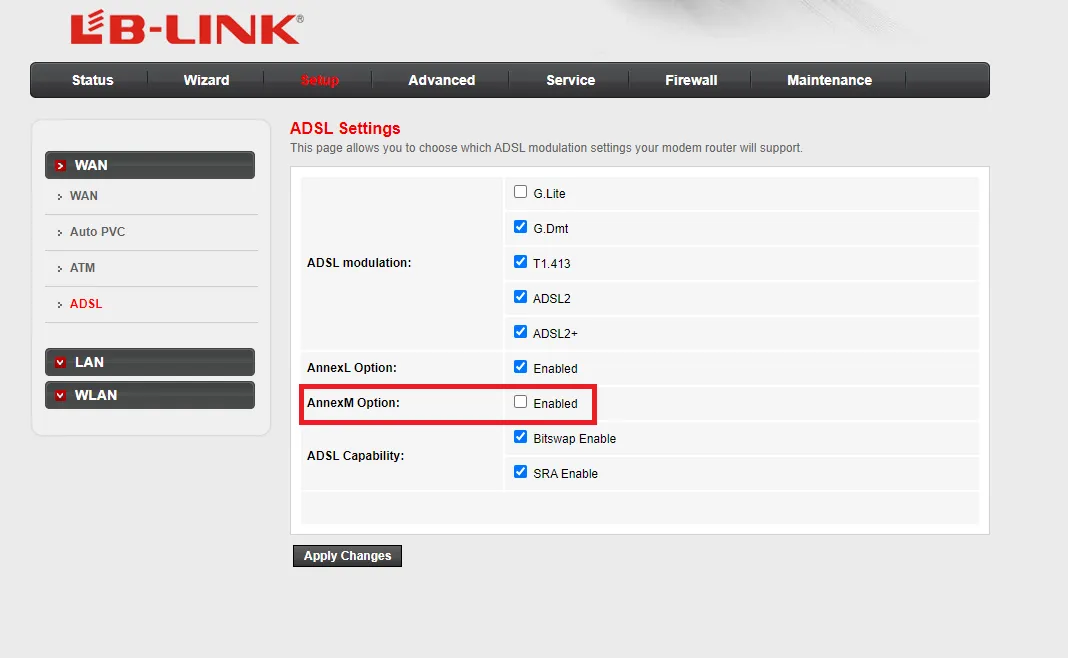 LB-LINK®
Status Wizard Setup Advanced Service Firewall Maintenance
WAN
WAN
Auto PVC
ATM
ADSL
LAN
WLAN
ADSL Settings
This page allows you to choose which ADSL modulation settings your modem router will support.
ADSL modulation:
G.Lite
G.Dmt
T1.413
ADSL2
ADSL2+
AnnexL Option: Enabled
AnnexM Option: Enabled
ADSL Capability:
Bitswap Enable
SRA Enable
Apply Changes